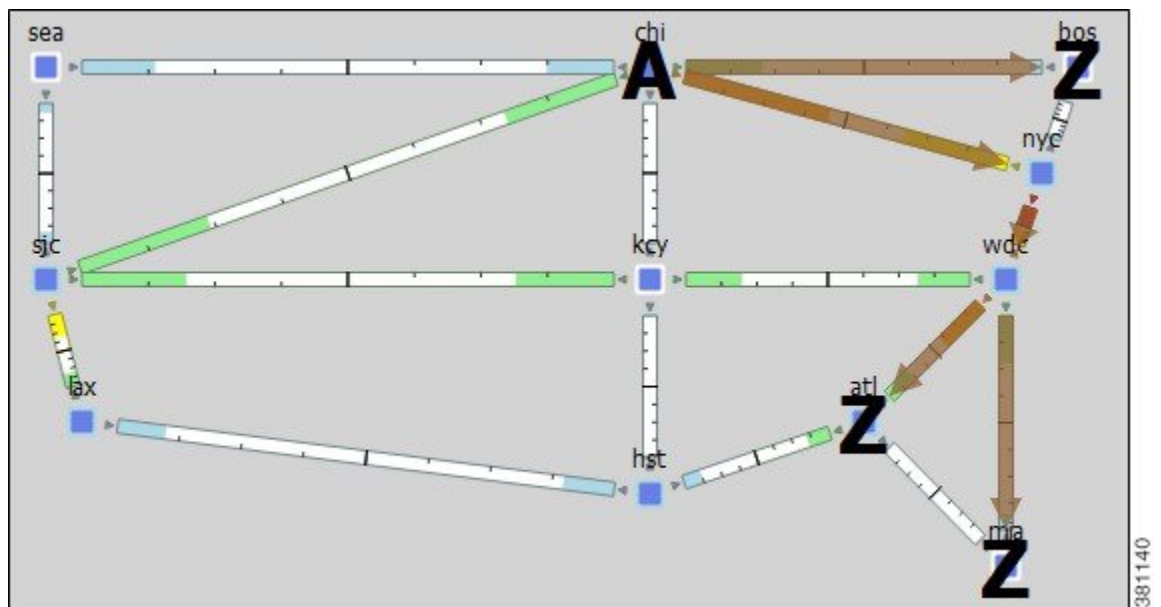 sea
chi
bos
A
Z
nyc
sjc
kcy
wdc
lax
atl
Z
hst
mia
Z
381140